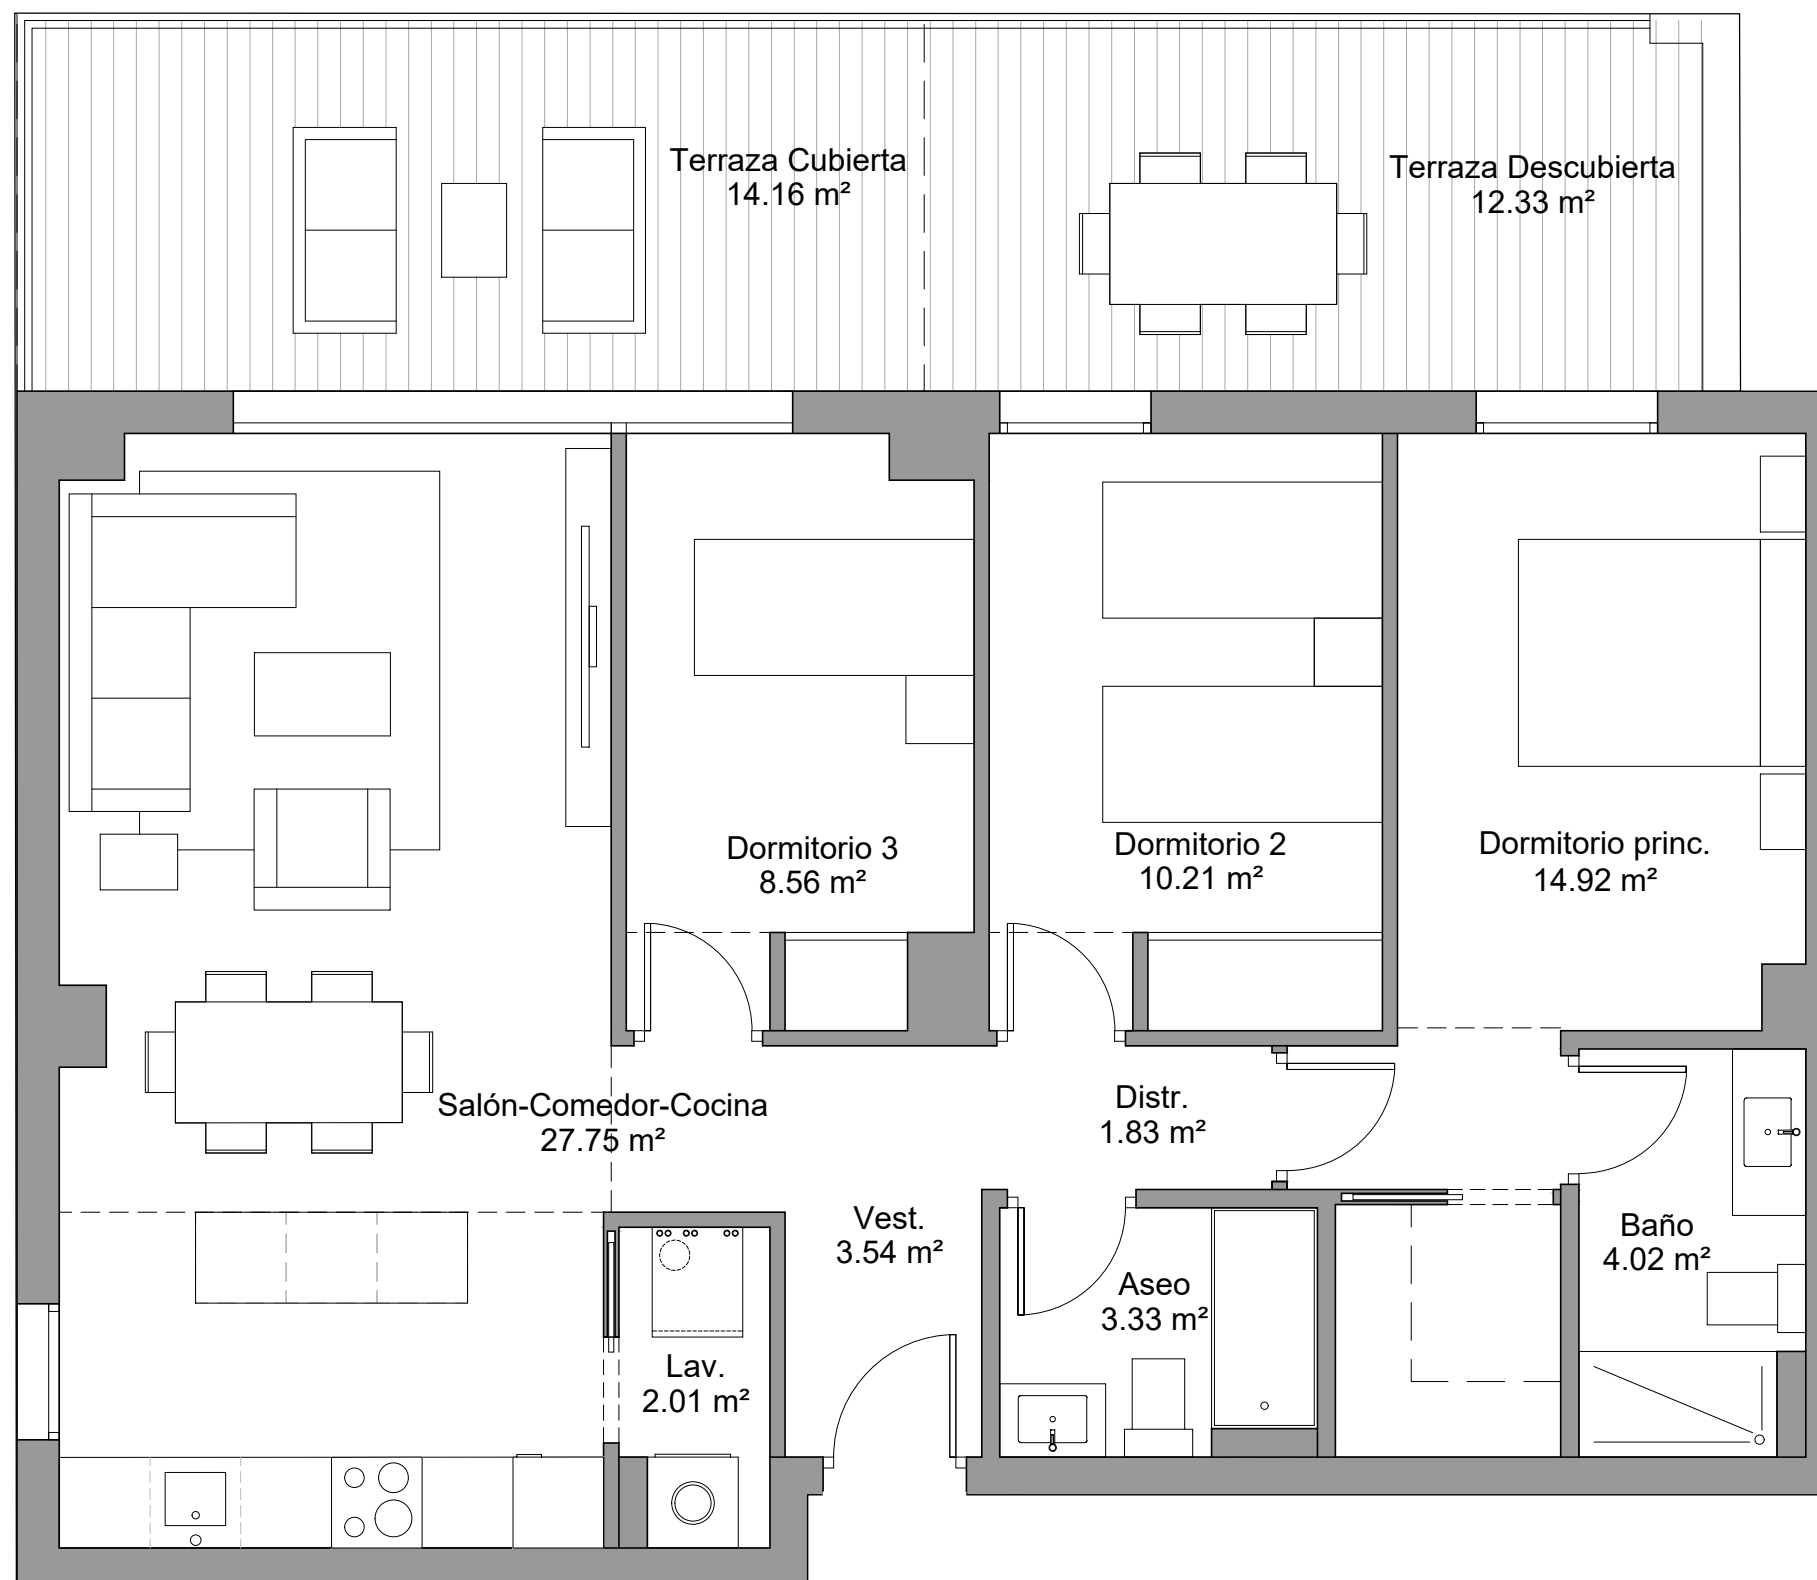 Terraza Cubierta
14.16 m²
Terraza Descubierta
12.33 m²
Dormitorio 3
8.56 m²
Dormitorio 2
10.21 m²
Dormitorio princ.
14.92 m²
Salón-Comedor-Cocina
27.75 m²
Distr.
1.83 m²
Vest.
3.54 m²
Baño
4.02 m²
Aseo
3.33 m²
Lav.
2.01 m²